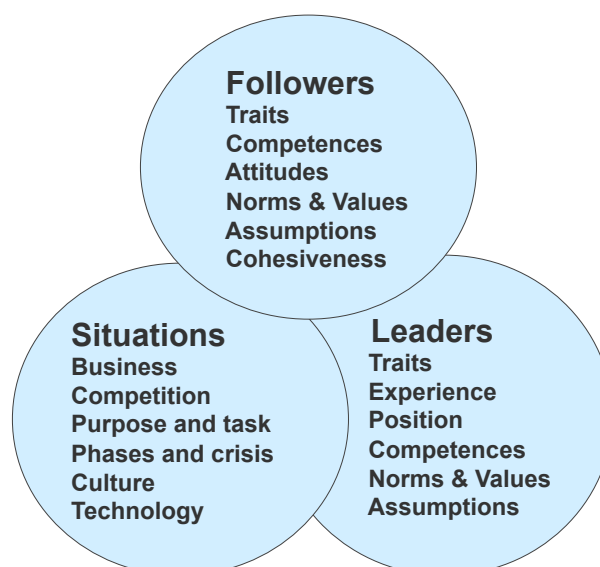 Followers
Traits
Competences
Attitudes
Norms & Values
Assumptions
Cohesiveness
Situations
Business
Competition
Purpose and task
Phases and crisis
Culture
Technology
Leaders
Traits
Experience
Position
Competences
Norms & Values
Assumptions